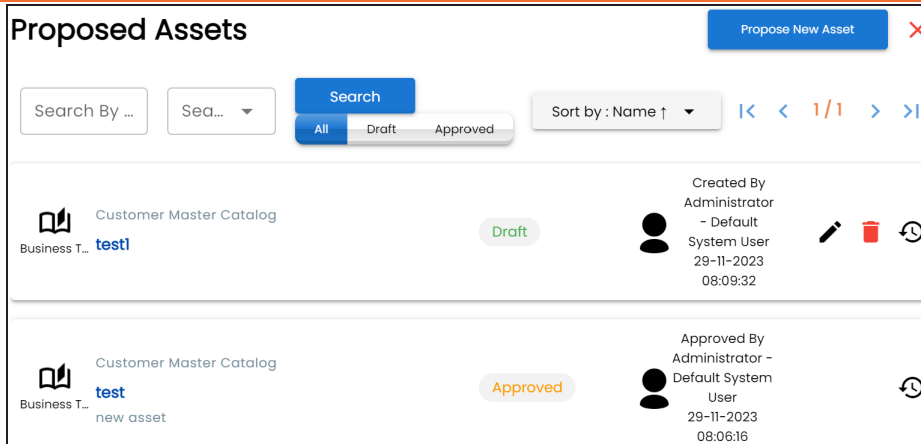 Proposed Assets
Propose New Asset
Search By ...
Sea...
Search
All Draft Approved
Sort by : Name ↑
1 / 1
Business T...
Customer Master Catalog
test1
Draft
Created By
Administrator
- Default
System User
29-11-2023
08:09:32
Business T...
Customer Master Catalog
test
new asset
Approved
Approved By
Administrator -
Default System
User
29-11-2023
08:06:16